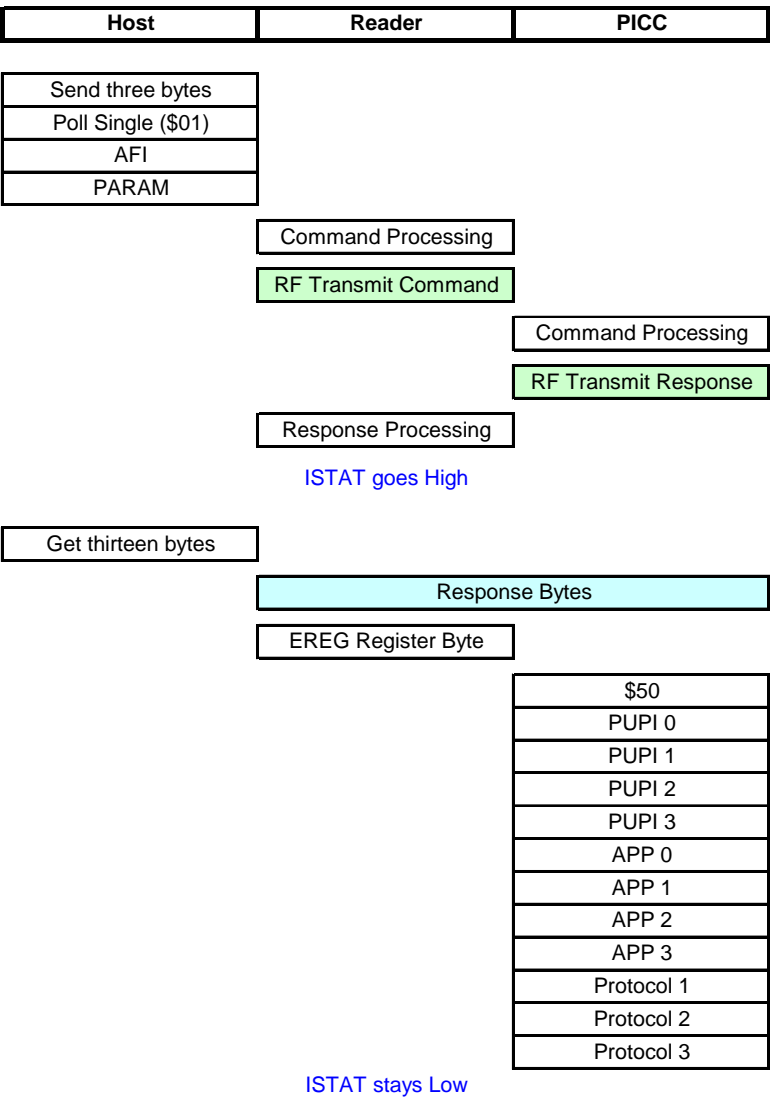 Host Reader PICC
Send three bytes
Poll Single ($01)
AFI
PARAM
Command Processing
RF Transmit Command
Command Processing
RF Transmit Response
Response Processing
ISTAT goes High
Get thirteen bytes
Response Bytes
EREG Register Byte
$50
PUPI 0
PUPI 1
PUPI 2
PUPI 3
APP 0
APP 1
APP 2
APP 3
Protocol 1
Protocol 2
Protocol 3
ISTAT stays Low